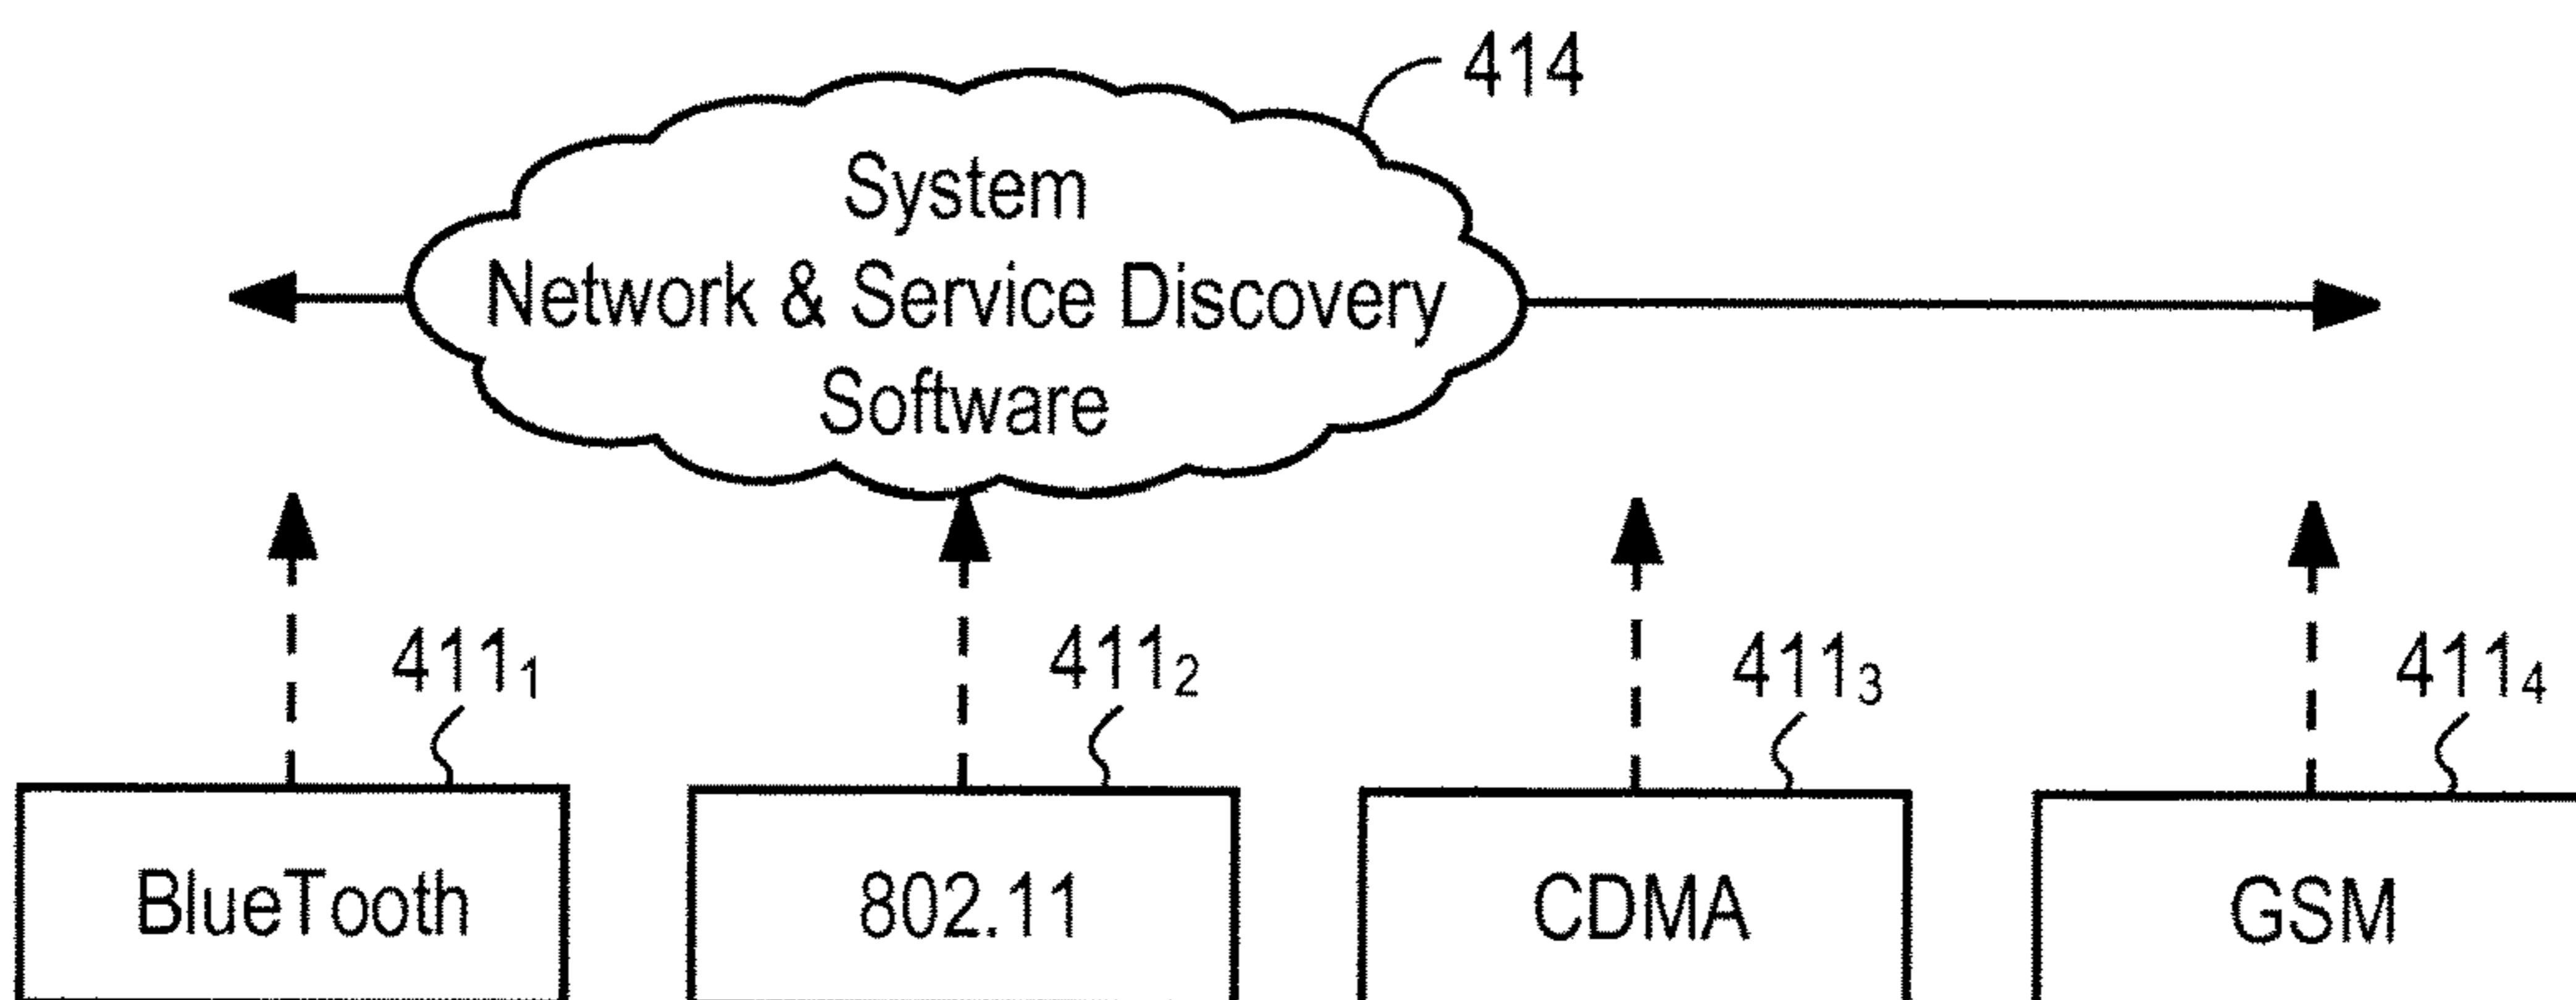 414
System
Network & Service Discovery
Software
411₁ 411₂ 411₃ 411₄
BlueTooth 802.11 CDMA GSM